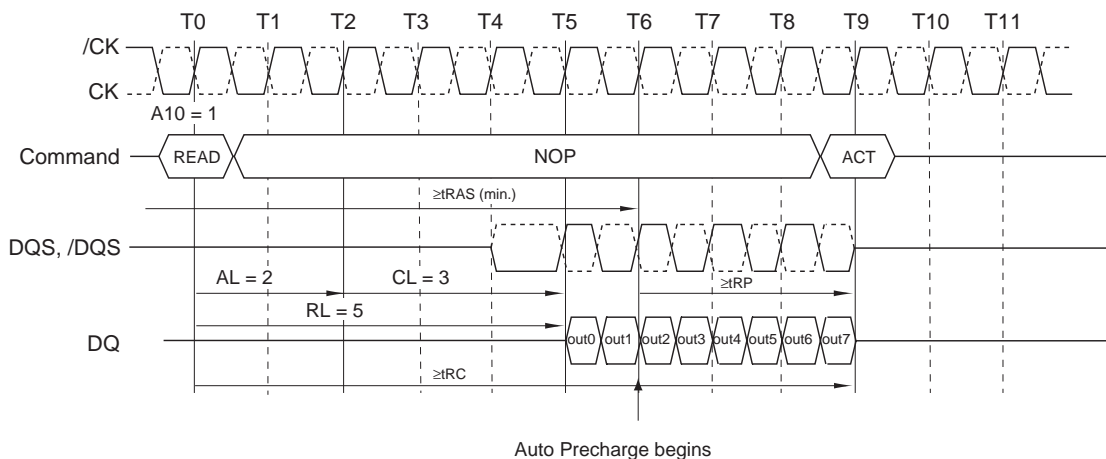 T0 T1 T2 T3 T4 T5 T6 T7 T8 T9 T10 T11
/CK
CK
A10 = 1
Command READ NOP ACT
≥tRAS (min.)
DQS, /DQS
AL = 2 CL = 3 ≥tRP
RL = 5
DQ out0 out1 out2 out3 out4 out5 out6 out7
≥tRC
Auto Precharge begins